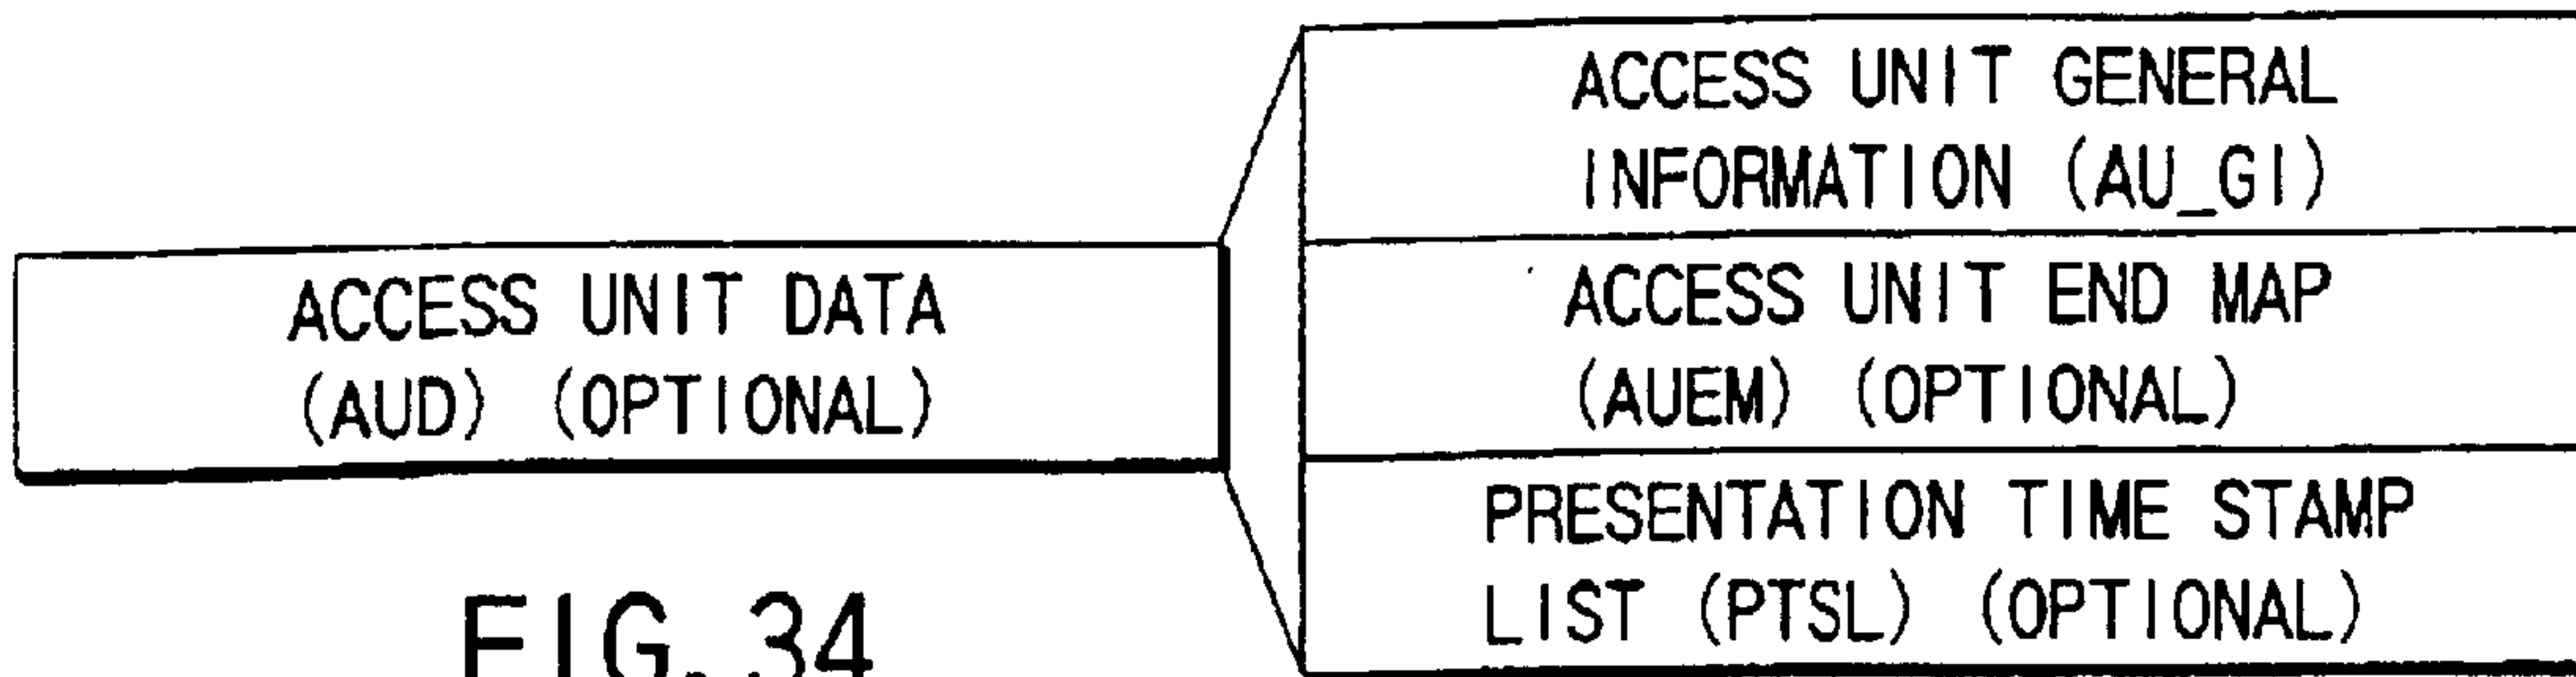 ACCESS UNIT DATA
(AUD) (OPTIONAL)
ACCESS UNIT GENERAL
INFORMATION (AU_GI)
ACCESS UNIT END MAP
(AUEM) (OPTIONAL)
PRESENTATION TIME STAMP
LIST (PTSL) (OPTIONAL)
FIG. 34